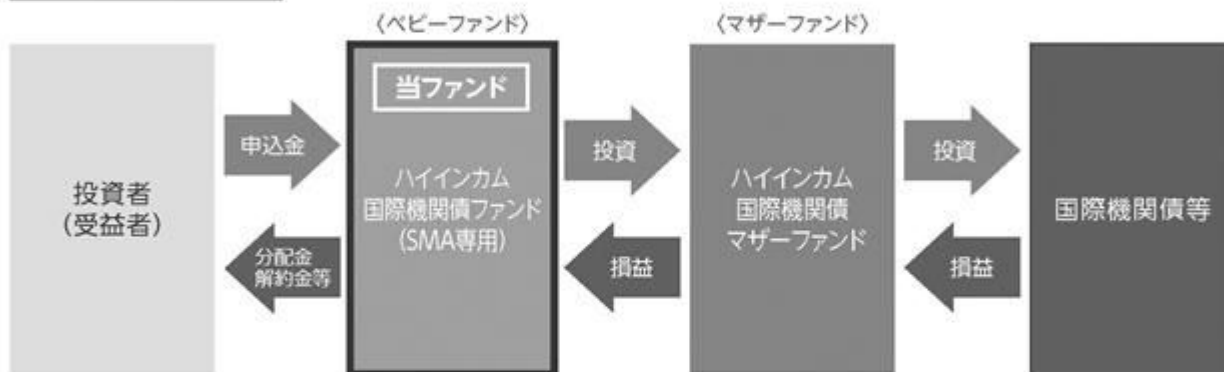 〈ベビーファンド〉
〈マザーファンド〉
当ファンド
申込金
投資
投資
投資者
(受益者)
ハイインカム
国際機関債ファンド
(SMA専用)
ハイインカム
国際機関債
マザーファンド
国際機関債等
分配金
解約金等
損益
損益